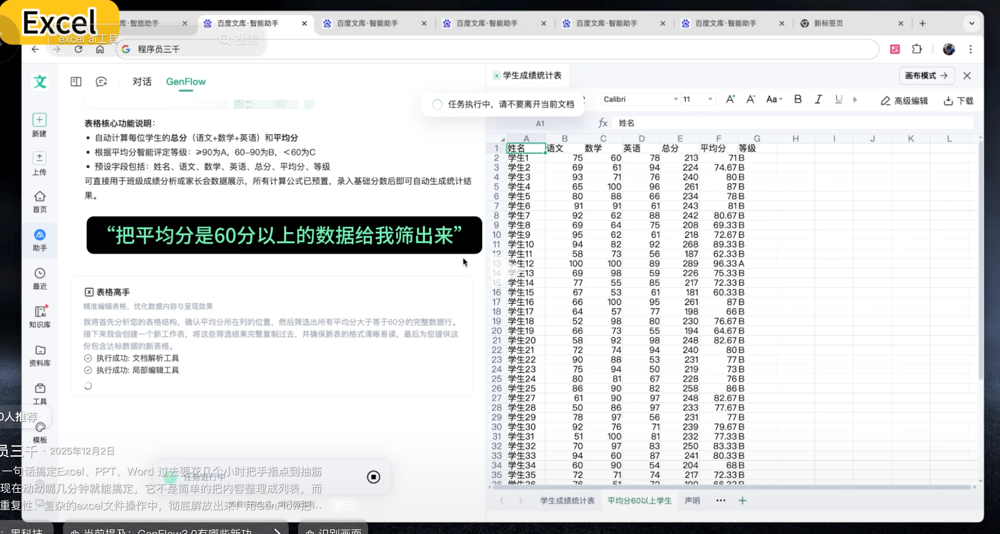 Excel
excel ai工具
搜索
库·智能助手
百度文库·智能助手
百度文库·智能助手
百度文库·智能助手
百度文库·智能助手
百度文库·智能助手
新标签页
程序员三千
文
对话
GenFlow
新建
上传
首页
助手
最近
知识库
资料库
工具
模板
表格核心功能说明：
自动计算每位学生的总分（语文+数学+英语）和平均分
根据平均分智能评定等级：≥90为A，60-90为B，＜60为C
预设字段包括：姓名、语文、数学、英语、总分、平均分、等级
可直接用于班级成绩分析或家长会数据展示，所有计算公式已预置，录入基础分数后即可自动生成统计结
果。
“把平均分是60分以上的数据给我筛出来”
表格高手
精准编辑表格，优化数据内容与呈现效果
我将首先分析您的表格结构，确认平均分所在列的位置，然后筛选出所有平均分大于等于60分的完整数据行。
接下来我会创建一个新工作表，将这些筛选结果完整复制过去，并确保新表的格式清晰易读，最后为您提供这
份包含达标数据的新表格。
执行成功: 文档解析工具
执行成功: 局部编辑工具
任务进行中
0人推荐
员三千 · 2025年12月2日
一句话搞定Excel、PPT、Word 过去要花几个小时把手指点到抽筋
现在动动嘴几分钟就能搞定，它不是简单的把内容整理成列表，而
重复性、复杂的excel文件操作中，彻底解放出来！用GenFlow把... 展开
：黑科技
当前提及：GenFlow3.0有哪些新功
识别画面
学生成绩统计表
画布模式
任务执行中，请不要离开当前文档
Calibri 11 Aa B I U 高级编辑 下载
A1 fx 姓名
A B C D E F G H I J K L
1 姓名 语文 数学 英语 总分 平均分 等级
2 学生1 75 60 78 213 71 B
3 学生2 69 61 94 224 74.67 B
4 学生3 93 71 76 240 80 B
5 学生4 65 100 96 261 87 B
6 学生5 80 88 66 234 78 B
7 学生6 91 91 61 243 81 B
8 学生7 92 62 88 242 80.67 B
9 学生8 69 64 75 208 69.33 B
10 学生9 95 62 61 218 72.67 B
11 学生10 94 82 92 268 89.33 B
12 学生11 58 73 56 187 62.33 B
13 学生12 100 100 89 289 96.33 A
14 学生13 69 98 59 226 75.33 B
15 学生14 77 55 85 217 72.33 B
16 学生15 67 53 61 181 60.33 B
17 学生16 66 100 95 261 87 B
18 学生17 64 57 77 198 66 B
19 学生18 52 98 80 230 76.67 B
20 学生19 66 73 55 194 64.67 B
21 学生20 58 92 98 248 82.67 B
22 学生21 72 74 94 240 80 B
23 学生22 90 88 53 231 77 B
24 学生23 75 94 50 219 73 B
25 学生24 80 81 67 228 76 B
26 学生25 86 90 82 258 86 B
27 学生27 61 90 97 248 82.67 B
28 学生28 50 86 97 233 77.67 B
29 学生29 78 97 56 231 77 B
30 学生30 92 76 71 239 79.67 B
31 学生31 51 100 81 232 77.33 B
32 学生32 70 97 83 250 83.33 B
33 学生33 94 60 87 241 80.33 B
34 学生34 60 90 54 204 68 B
35 学生35 72 71 74 217 72.33 B
学生成绩统计表
平均分60以上学生
声明